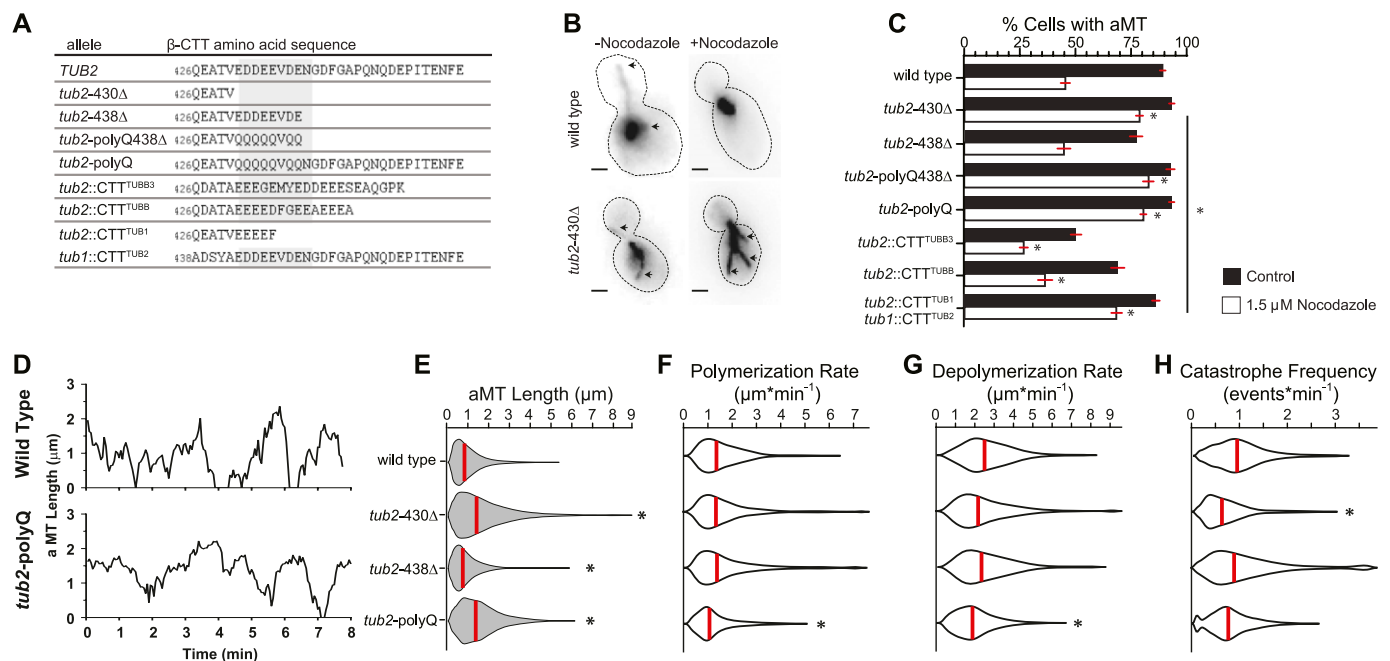 A
allele β-CTT amino acid sequence
TUB2 426QEATVEDDEEVDENGDFGAPQNQDEPITENFE
tub2-430Δ 426QEATV
tub2-438Δ 426QEATVEDDEEVDE
tub2-polyQ438Δ 426QEATVQQQQQVQQ
tub2-polyQ 426QEATVQQQQQVQQNGDFGAPQNQDEPITENFE
tub2::CTTTUBB3 426QDATAEEEGEMYEDDEEESEAQGPK
tub2::CTTTUBB 426QDATAEEEEDFGEEAEEEA
tub2::CTTTUB1 426QEATVEEEEF
tub1::CTTTUB2 438ADSYAEEDDEEVDENGDFGAPQNQDEPITENFE
B
-Nocodazole +Nocodazole
wild type
tub2-430Δ
C
% Cells with aMT
0 25 50 75 100
wild type
tub2-430Δ *
tub2-438Δ
tub2-polyQ438Δ *
tub2-polyQ *
*
tub2::CTTTUBB3 *
tub2::CTTTUBB *
tub2::CTTTUB1
tub1::CTTTUB2 *
Control
1.5 µM Nocodazole
D
Wild Type
tub2-polyQ
a MT Length (µm)
3
2
1
0
3
2
1
0
0 1 2 3 4 5 6 7 8
Time (min)
E
aMT Length (µm)
0 1 2 3 4 5 6 7 8 9
wild type
tub2-430Δ *
tub2-438Δ *
tub2-polyQ *
F
Polymerization Rate
(µm*min-1)
0 1 2 3 4 5 6 7
*
G
Depolymerization Rate
(µm*min-1)
0 1 2 3 4 5 6 7 8 9
*
H
Catastrophe Frequency
(events*min-1)
0 1 2 3
*